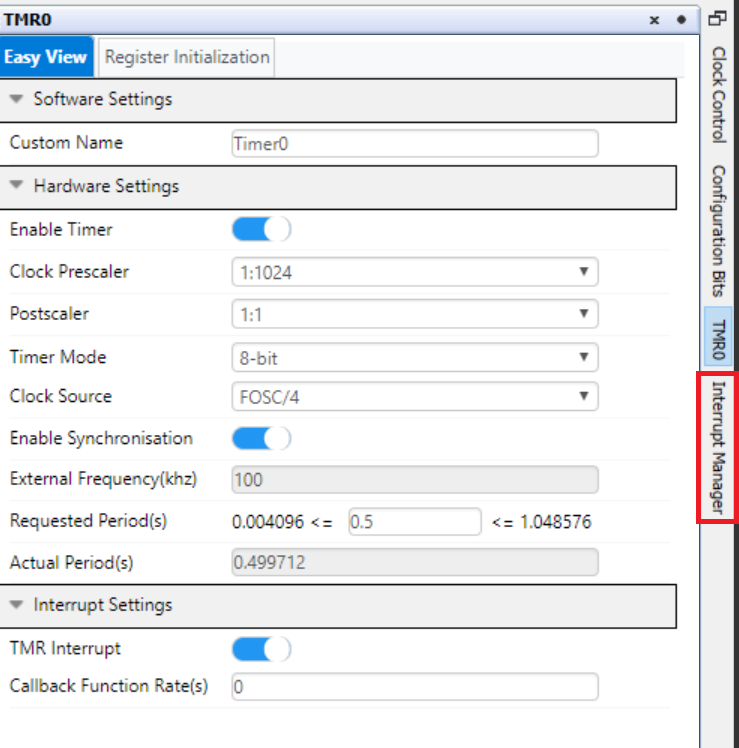 TMR0
Easy View Register Initialization
Software Settings
Custom Name Timer0
Hardware Settings
Enable Timer
Clock Prescaler 1:1024
Postscaler 1:1
Timer Mode 8-bit
Clock Source FOSC/4
Enable Synchronisation
External Frequency(khz) 100
Requested Period(s) 0.004096 <= 0.5 <= 1.048576
Actual Period(s) 0.499712
Interrupt Settings
TMR Interrupt
Callback Function Rate(s) 0
Clock Control
Configuration Bits
TMR0
Interrupt Manager